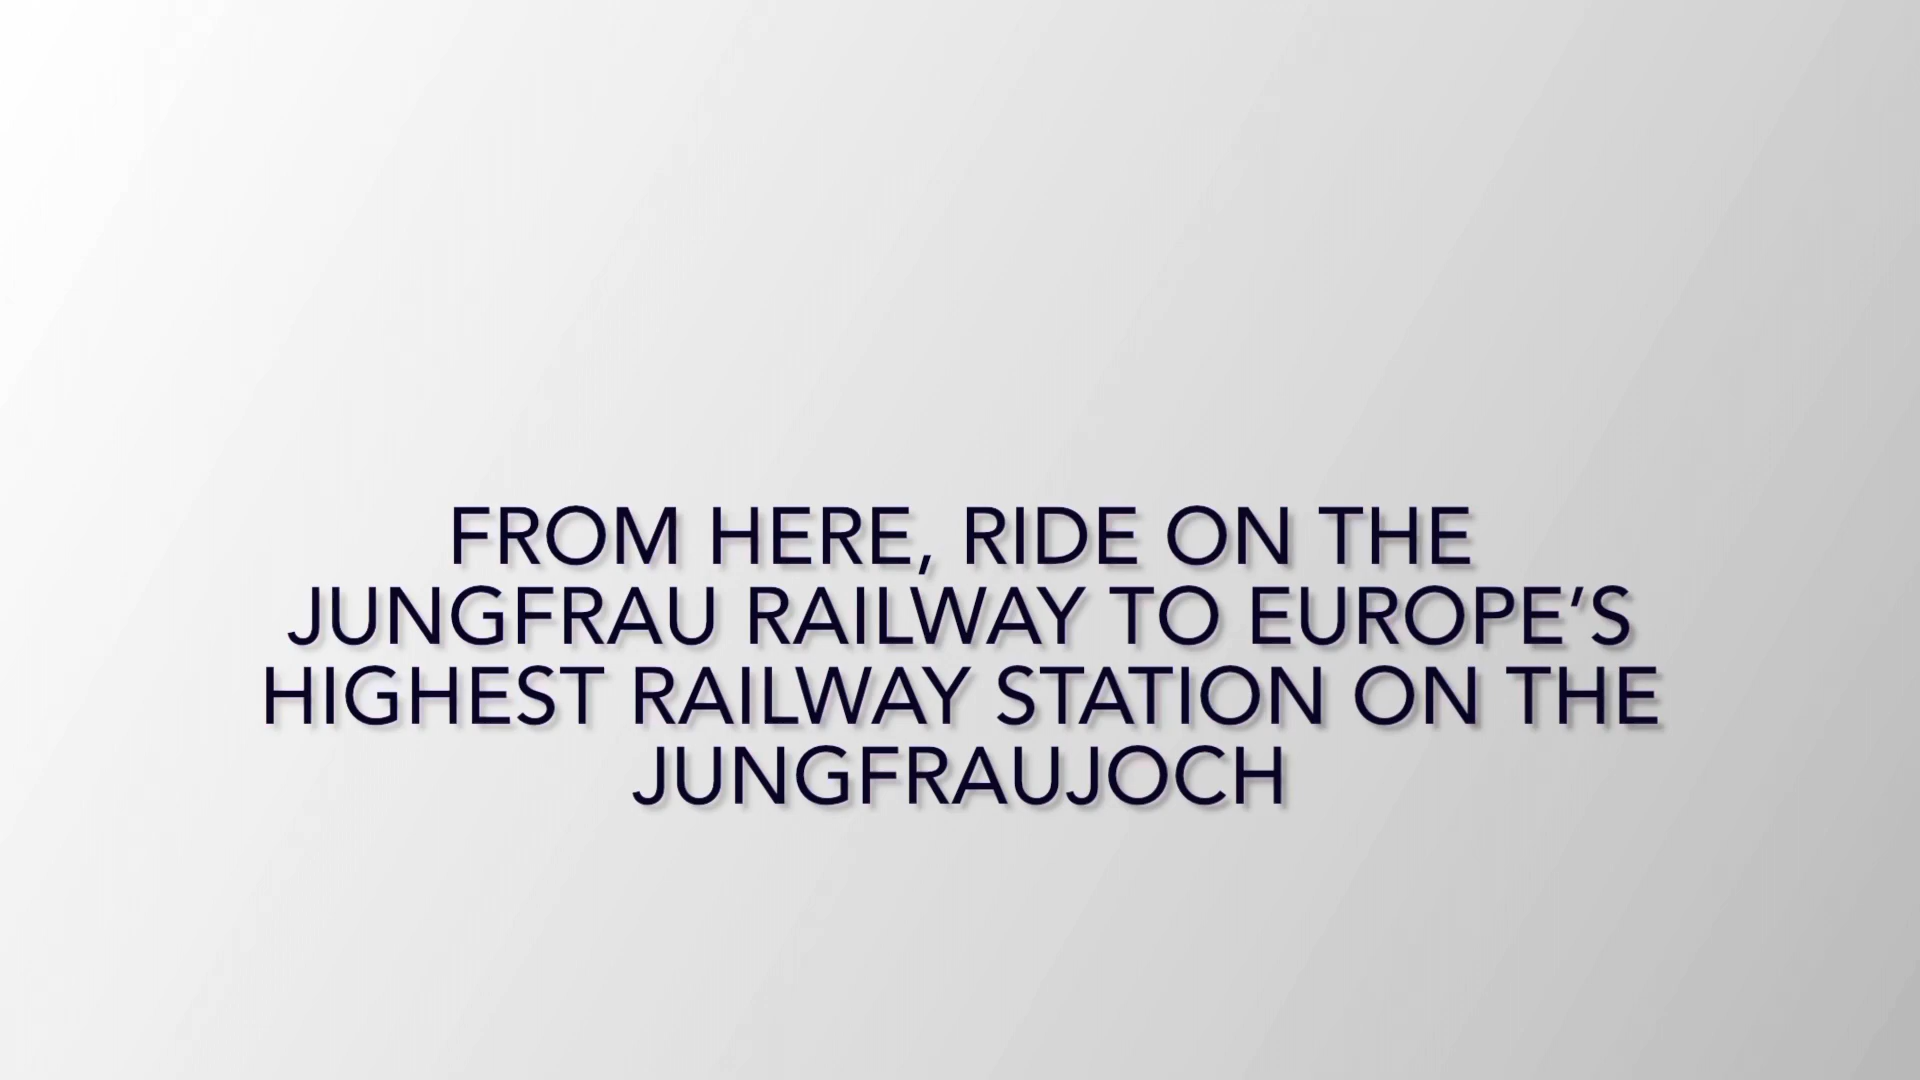 FROM HERE, RIDE ON THE
JUNGFRAU RAILWAY TO EUROPE’S
HIGHEST RAILWAY STATION ON THE
JUNGFRAUJOCH